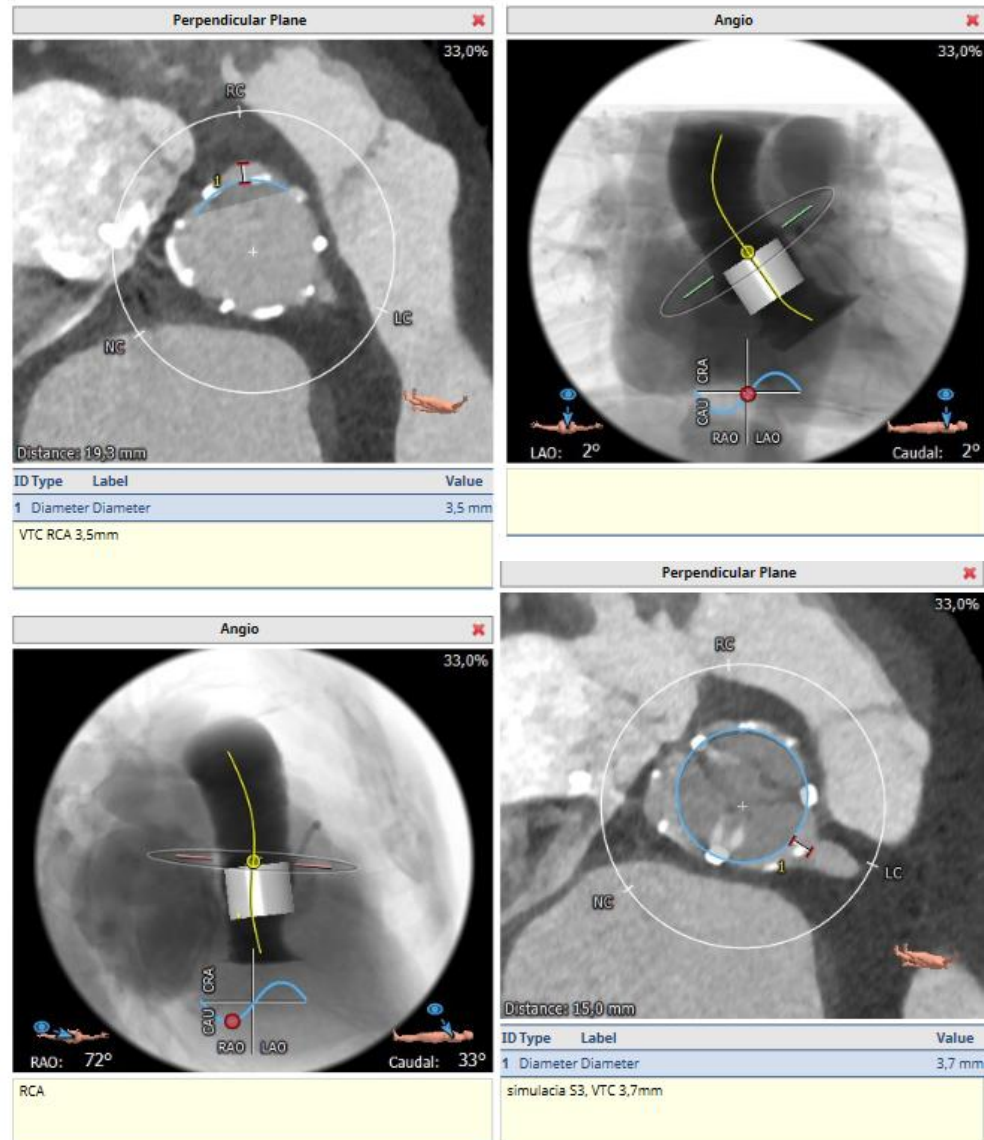 Perpendicular Plane
33,0%
RC
1
LC
NC
Distance: 19,3 mm
ID Type Label Value
1 Diameter Diameter 3,5 mm
VTC RCA 3,5mm
Angio
33,0%
CRA
CAU
RAO LAO
LAO: 2° Caudal: 2°
Angio
33,0%
CRA
CAU
RAO LAO
RAO: 72° Caudal: 33°
RCA
Perpendicular Plane
33,0%
RC
1
LC
NC
Distance: 15,0 mm
ID Type Label Value
1 Diameter Diameter 3,7 mm
simulacia S3, VTC 3,7mm